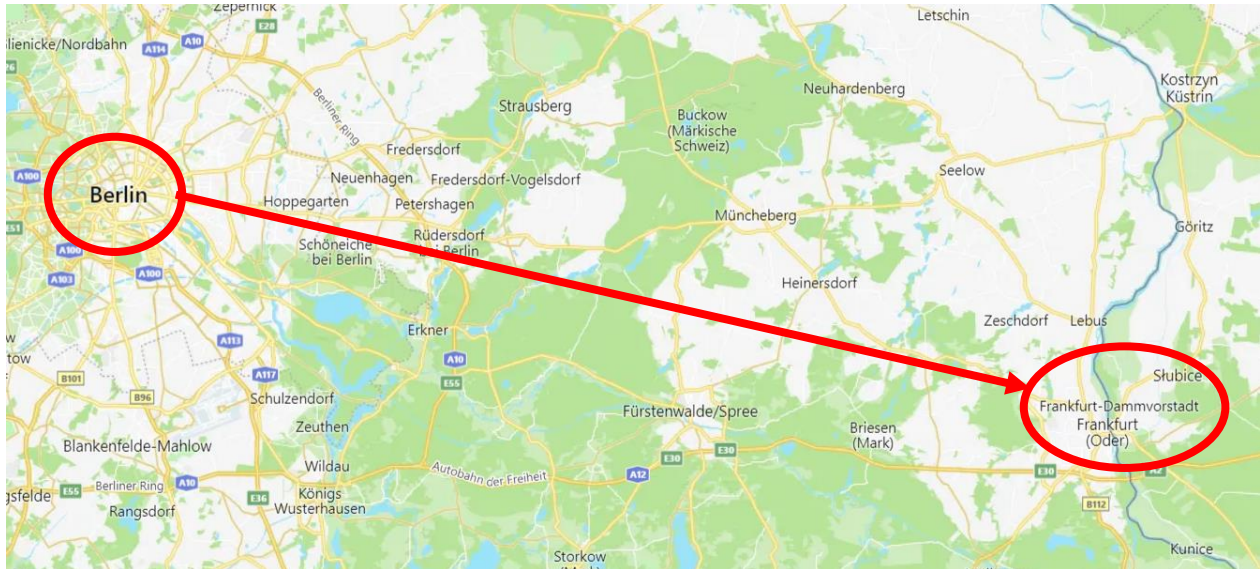 Zepernick
E28
Letschin
A10
A114
Berliner Ring
Kostrzyn
Küstrin
Neuhardenberg
Strausberg
Buckow
(Märkische
Schweiz)
Fredersdorf
A100
Neuenhagen
Fredersdorf-Vogelsdorf
Seelow
Berlin
Hoppegarten
Petershagen
Müncheberg
Göritz
Rüdersdorf
bei Berlin
Schöneiche
bei Berlin
A100
A103
A100
Heinersdorf
Zeschdorf
Lebus
Erkner
A113
A10
E55
B101
A117
B96
Schulzendorf
Słubice
Frankfurt-Dammvorstadt
Frankfurt
(Oder)
Fürstenwalde/Spree
Briesen
(Mark)
Zeuthen
Blankenfelde-Mahlow
E30
E30
Wildau
Autobahn der Freiheit
A12
E30
A2
E55
Berliner Ring
A10
E36
Königs
Wusterhausen
B112
Rangsdorf
Storkow
Kunice